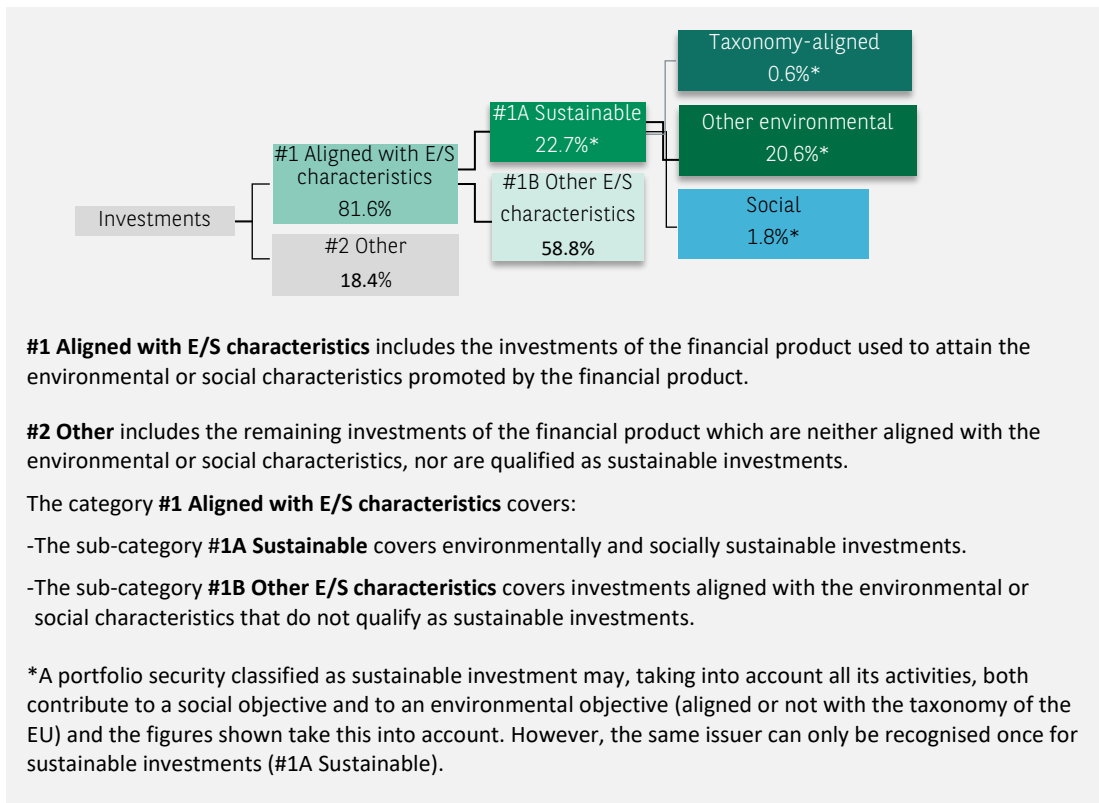 Taxonomy-aligned
0.6%*
#1A Sustainable
22.7%*
Other environmental
20.6%*
#1 Aligned with E/S
characteristics
81.6%
#1B Other E/S
characteristics
58.8%
Social
1.8%*
Investments
#2 Other
18.4%
#1 Aligned with E/S characteristics includes the investments of the financial product used to attain the
environmental or social characteristics promoted by the financial product.
#2 Other includes the remaining investments of the financial product which are neither aligned with the
environmental or social characteristics, nor are qualified as sustainable investments.
The category #1 Aligned with E/S characteristics covers:
-The sub-category #1A Sustainable covers environmentally and socially sustainable investments.
-The sub-category #1B Other E/S characteristics covers investments aligned with the environmental or
social characteristics that do not qualify as sustainable investments.
*A portfolio security classified as sustainable investment may, taking into account all its activities, both
contribute to a social objective and to an environmental objective (aligned or not with the taxonomy of the
EU) and the figures shown take this into account. However, the same issuer can only be recognised once for
sustainable investments (#1A Sustainable).